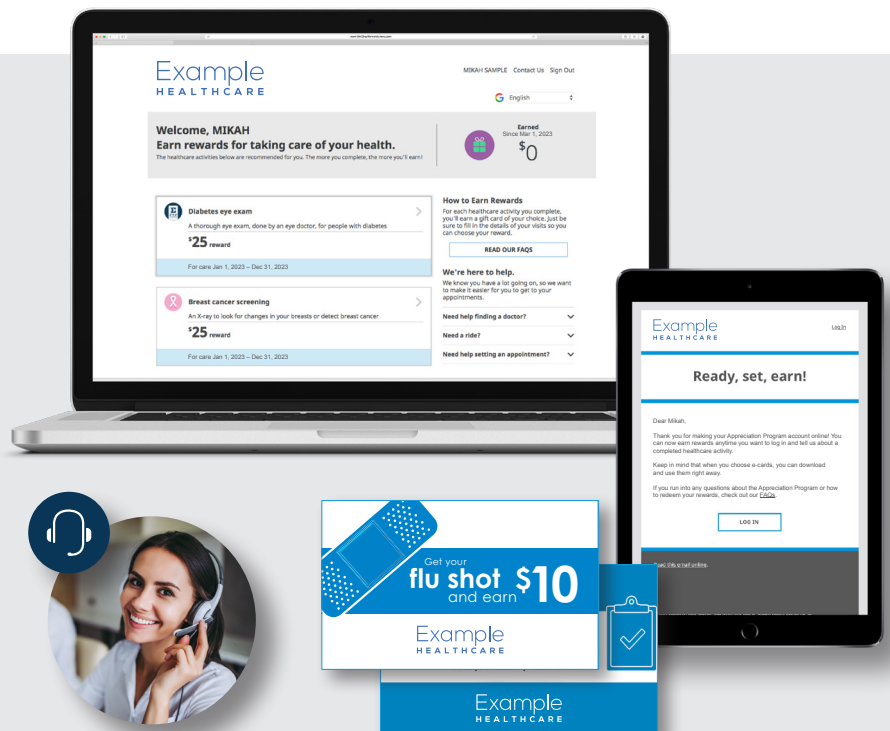 Example
HEALTHCARE
MIKAH SAMPLE Contact Us Sign Out
English
Welcome, MIKAH
Earn rewards for taking care of your health.
The healthcare activities below are recommended for you. The more you complete, the more you'll earn!
Earned
Since Mar 1, 2023
$0
Diabetes eye exam
A thorough eye exam, done by an eye doctor, for people with diabetes
$25 reward
For care Jan 1, 2023 – Dec 31, 2023
Breast cancer screening
An X-ray to look for changes in your breasts or detect breast cancer
$25 reward
For care Jan 1, 2023 – Dec 31, 2023
How to Earn Rewards
For each healthcare activity you complete,
you'll earn a gift card of your choice. Just be
sure to fill in the details of your visits so you
can choose your reward.
READ OUR FAQS
We're here to help.
We know you have a lot going on, so we want
to make it easier for you to get to your
appointments.
Need help finding a doctor?
Need a ride?
Need help setting an appointment?
Example
HEALTHCARE
Log In
Ready, set, earn!
Dear Mikah,
Thank you for making your Appreciation Program account online! You
can now earn rewards anytime you want to log in and tell us about a
completed healthcare activity.
Keep in mind that when you choose e-cards, you can download
and use them right away.
If you run into any questions about the Appreciation Program or how
to redeem your rewards, check out our FAQs.
LOG IN
Read this email online.
Get your
flu shot
and earn
$10
Example
HEALTHCARE
Example
HEALTHCARE